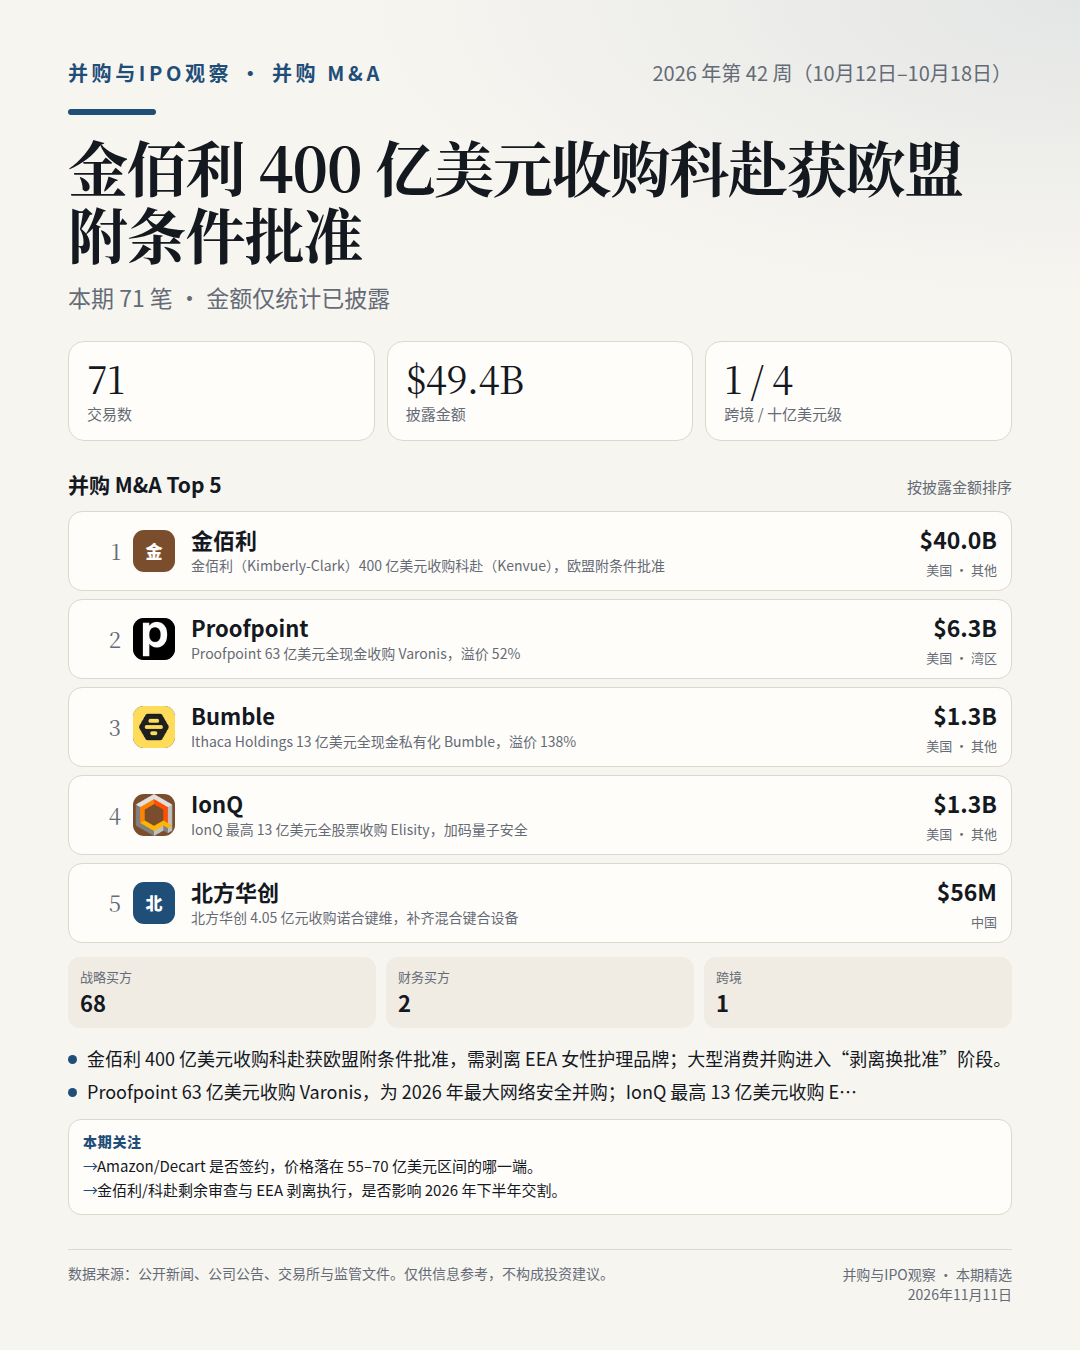 并购与IPO观察 · 并购 M&A
2026 年第 42 周（10月12日–10月18日）
金佰利 400 亿美元收购科赴获欧盟
附条件批准
本期 71 笔 · 金额仅统计已披露
71
交易数
$49.4B
披露金额
1 / 4
跨境 / 十亿美元级
并购 M&A Top 5
按披露金额排序
1
金
金佰利
金佰利（Kimberly-Clark）400 亿美元收购科赴（Kenvue），欧盟附条件批准
$40.0B
美国 · 其他
2
p
Proofpoint
Proofpoint 63 亿美元全现金收购 Varonis，溢价 52%
$6.3B
美国 · 湾区
3
Bumble
Ithaca Holdings 13 亿美元全现金私有化 Bumble，溢价 138%
$1.3B
美国 · 其他
4
IonQ
IonQ 最高 13 亿美元全股票收购 Elisity，加码量子安全
$1.3B
美国 · 其他
5
北
北方华创
北方华创 4.05 亿元收购诺合键维，补齐混合键合设备
$56M
中国
战略买方
68
财务买方
2
跨境
1
金佰利 400 亿美元收购科赴获欧盟附条件批准，需剥离 EEA 女性护理品牌；大型消费并购进入“剥离换批准”阶段。
Proofpoint 63 亿美元收购 Varonis，为 2026 年最大网络安全并购；IonQ 最高 13 亿美元收购 E…
本期关注
→Amazon/Decart 是否签约，价格落在 55–70 亿美元区间的哪一端。
→金佰利/科赴剩余审查与 EEA 剥离执行，是否影响 2026 年下半年交割。
数据来源：公开新闻、公司公告、交易所与监管文件。仅供信息参考，不构成投资建议。
并购与IPO观察 · 本期精选
2026年11月11日